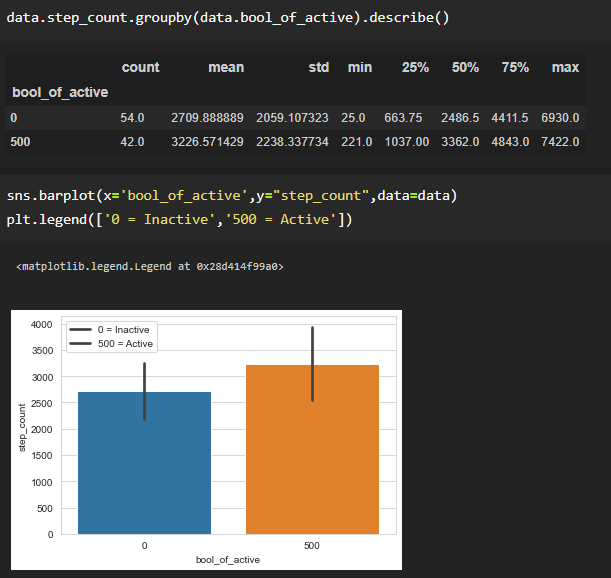 data.step_count.groupby(data.bool_of_active).describe()
count mean std min 25% 50% 75% max
bool_of_active
0 54.0 2709.888889 2059.107323 25.0 663.75 2486.5 4411.5 6930.0
500 42.0 3226.571429 2238.337734 221.0 1037.00 3362.0 4843.0 7422.0
sns.barplot(x='bool_of_active',y="step_count",data=data)
plt.legend(['0 = Inactive','500 = Active'])
<matplotlib.legend.Legend at 0x28d414f99a0>
0 = Inactive
500 = Active
4000
3500
3000
2500
2000
1500
1000
500
0
step_count
0 500
bool_of_active